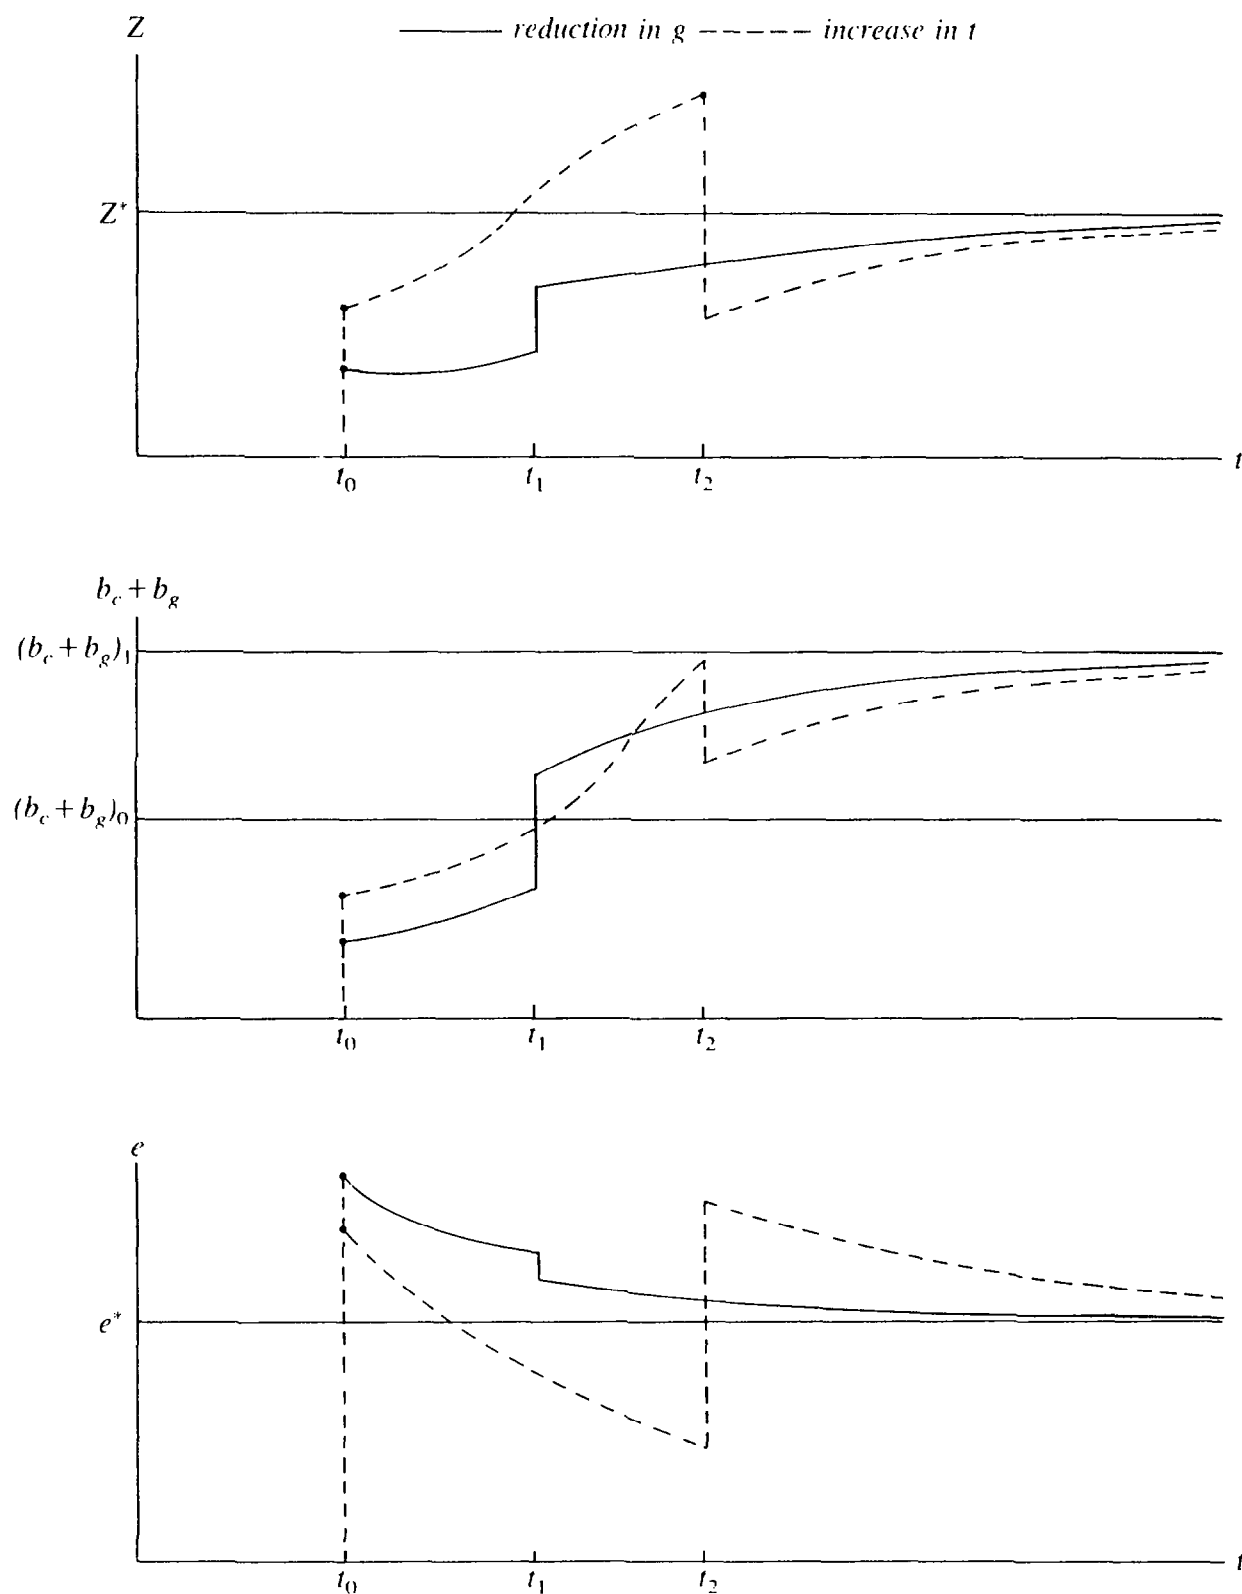 Z
reduction in g
increase in t
Z*
t₀ t₁ t₂ t
b_c + b_g
(b_c + b_g)₁
(b_c + b_g)₀
t₀ t₁ t₂
e
e*
t₀ t₁ t₂ t